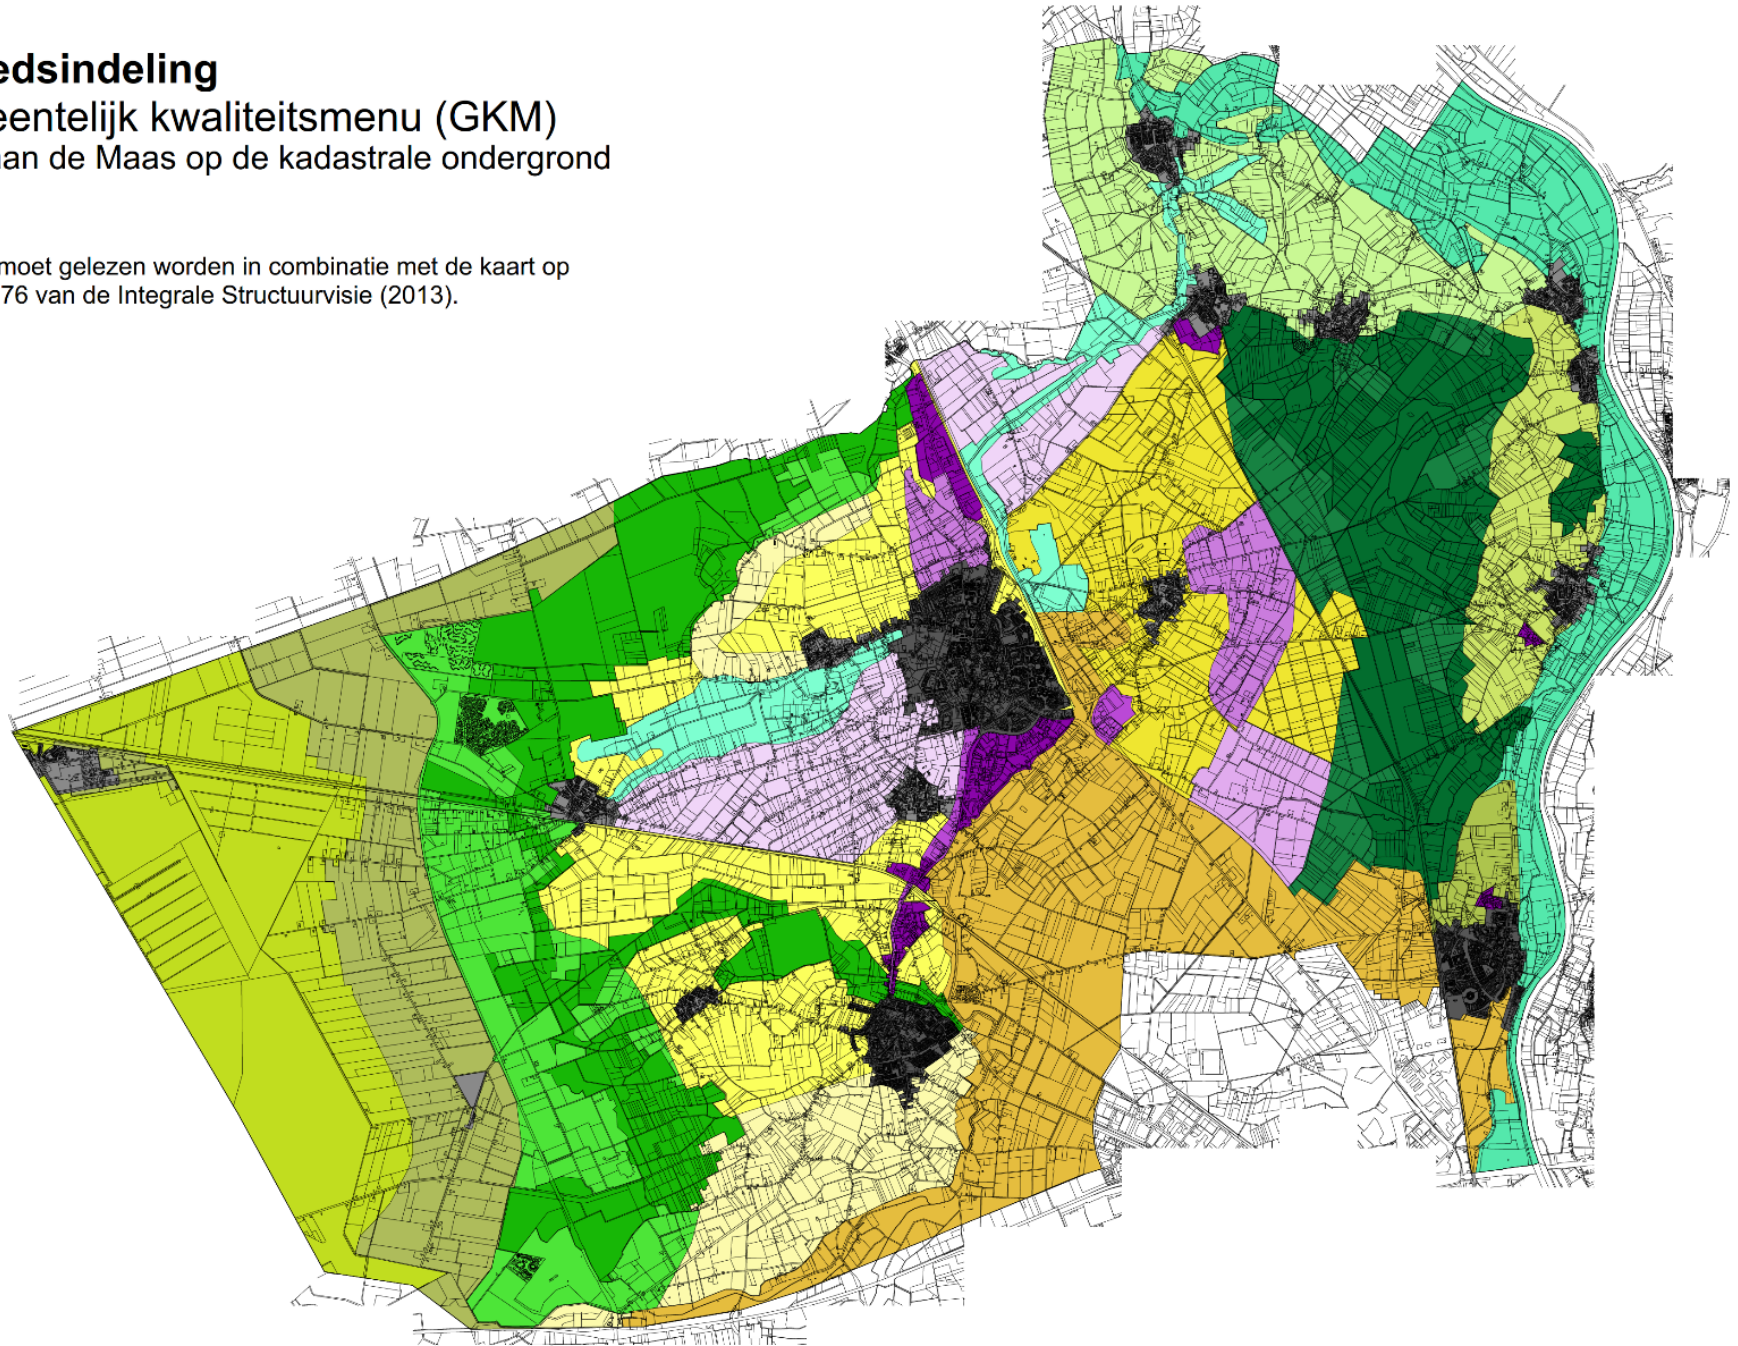 edsindeling
eentelijk kwaliteitsmenu (GKM)
aan de Maas op de kadastrale ondergrond
moet gelezen worden in combinatie met de kaart op
76 van de Integrale Structuurvisie (2013).